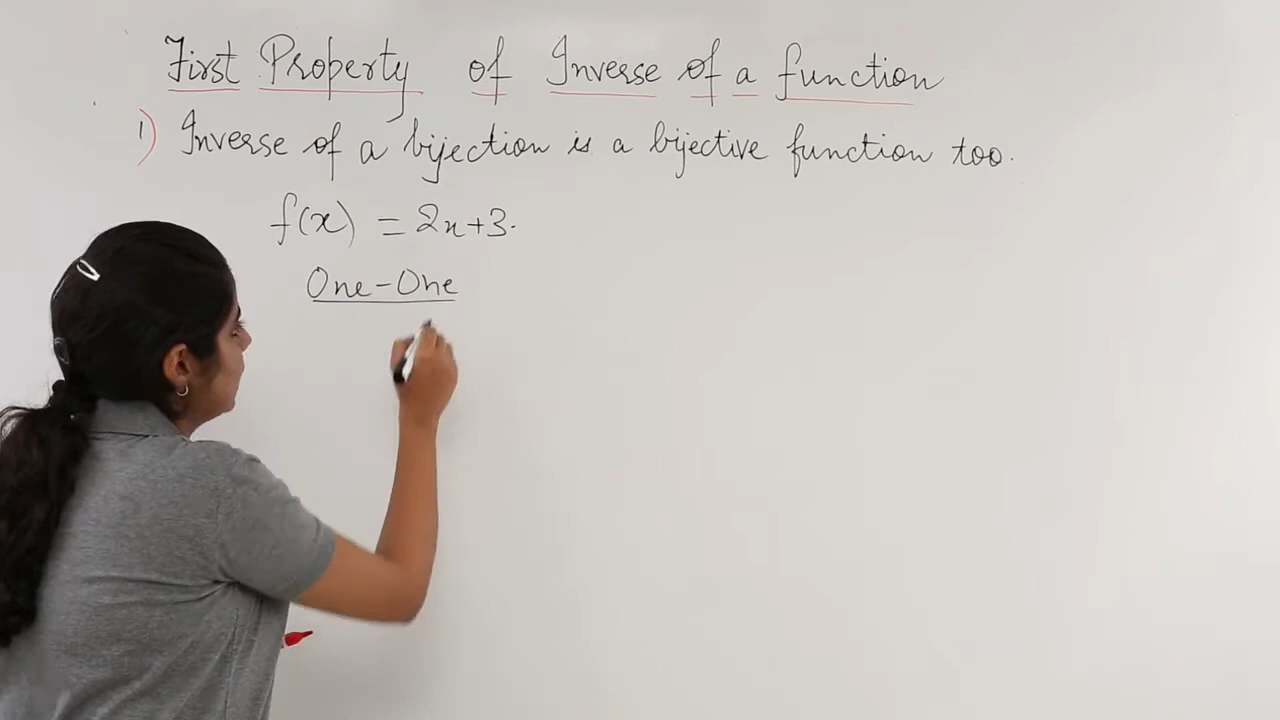 First Property of Inverse of a function
1) Inverse of a bijection is a bijective function too.
f(x) = 2x+3.
One-One